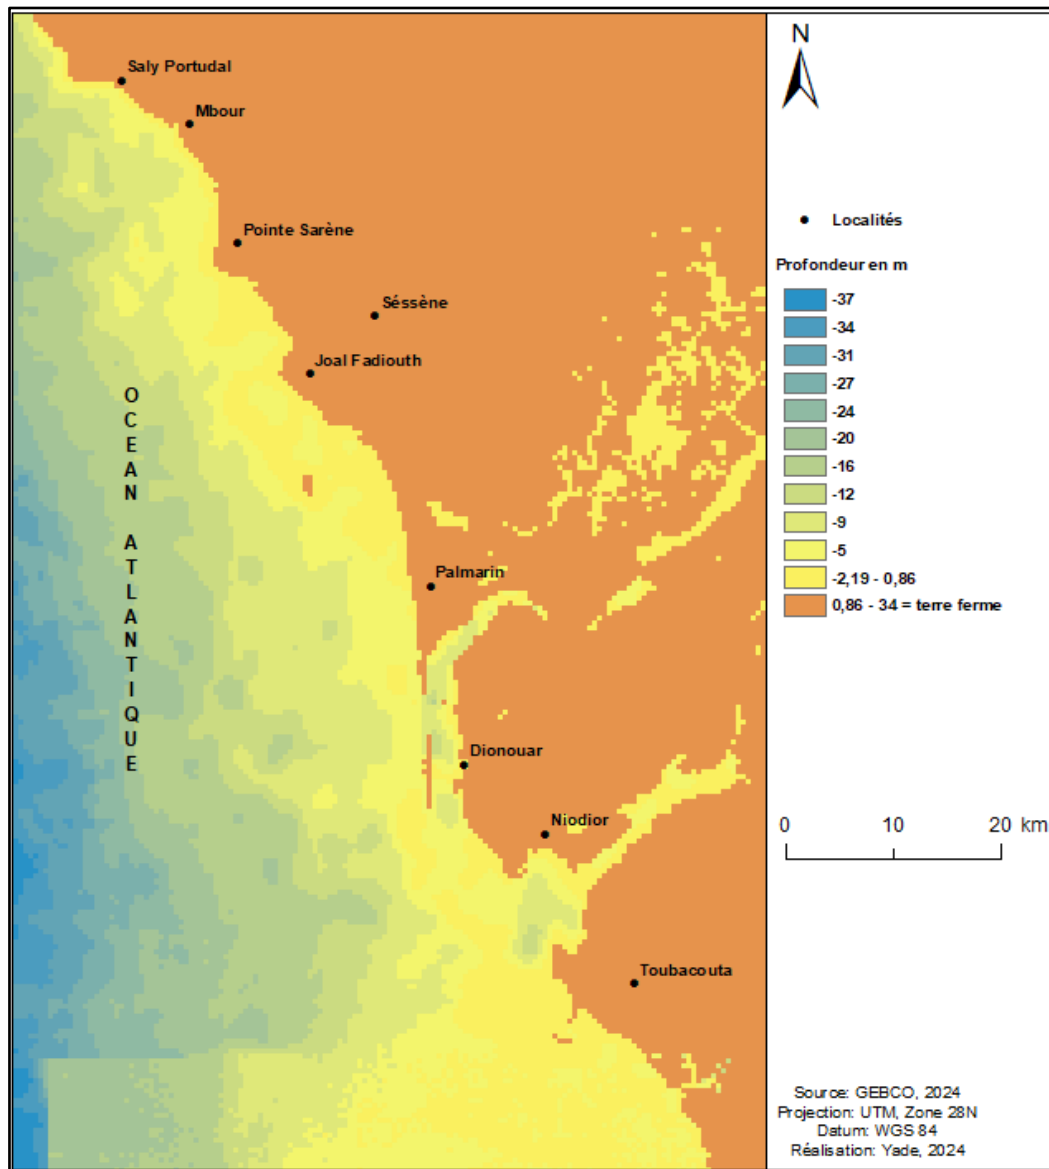 N
Saly Portudal
Mbour
Pointe Sarène
Séssène
Joal Fadiouth
OCEAN ATLANTIQUE
Palmarin
Dionouar
Niodior
Toubacouta
Localités
Profondeur en m
-37
-34
-31
-27
-24
-20
-16
-12
-9
-5
-2,19 - 0,86
0,86 - 34 = terre ferme
0 10 20 km
Source: GEBCO, 2024
Projection: UTM, Zone 28N
Datum: WGS 84
Réalisation: Yade, 2024